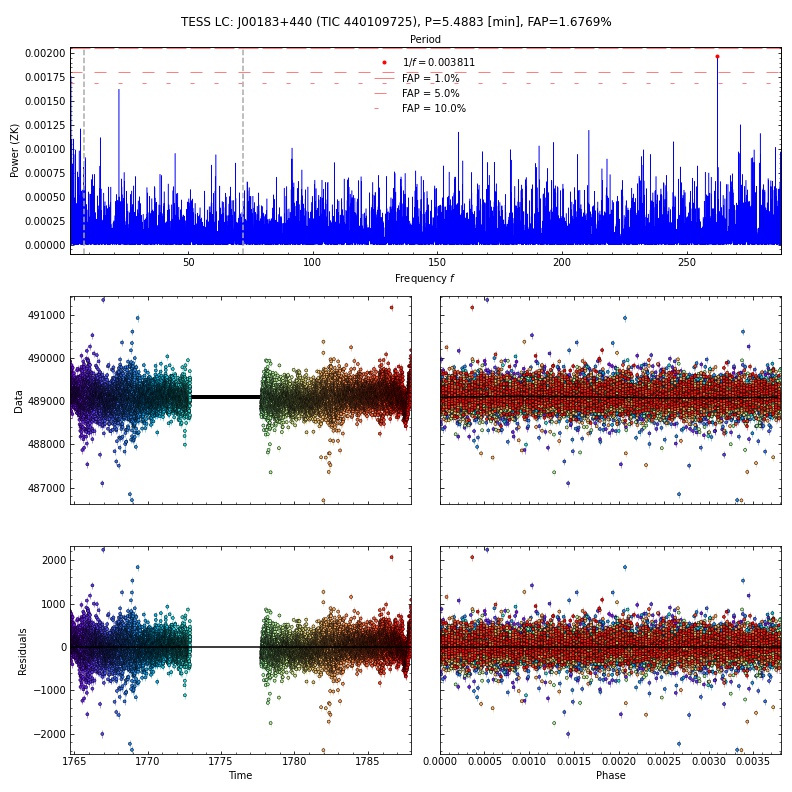 TESS LC: J00183+440 (TIC 440109725), P=5.4883 [min], FAP=1.6769%
Period
0.00200
0.00175
0.00150
0.00125
0.00100
0.00075
0.00050
0.00025
0.00000
Power (ZK)
1/f = 0.003811
FAP = 1.0%
FAP = 5.0%
FAP = 10.0%
50 100 150 200 250
Frequency f
491000
490000
489000
488000
487000
Data
2000
1000
0
−1000
−2000
Residuals
1765 1770 1775 1780 1785
Time
0.0000 0.0005 0.0010 0.0015 0.0020 0.0025 0.0030 0.0035
Phase